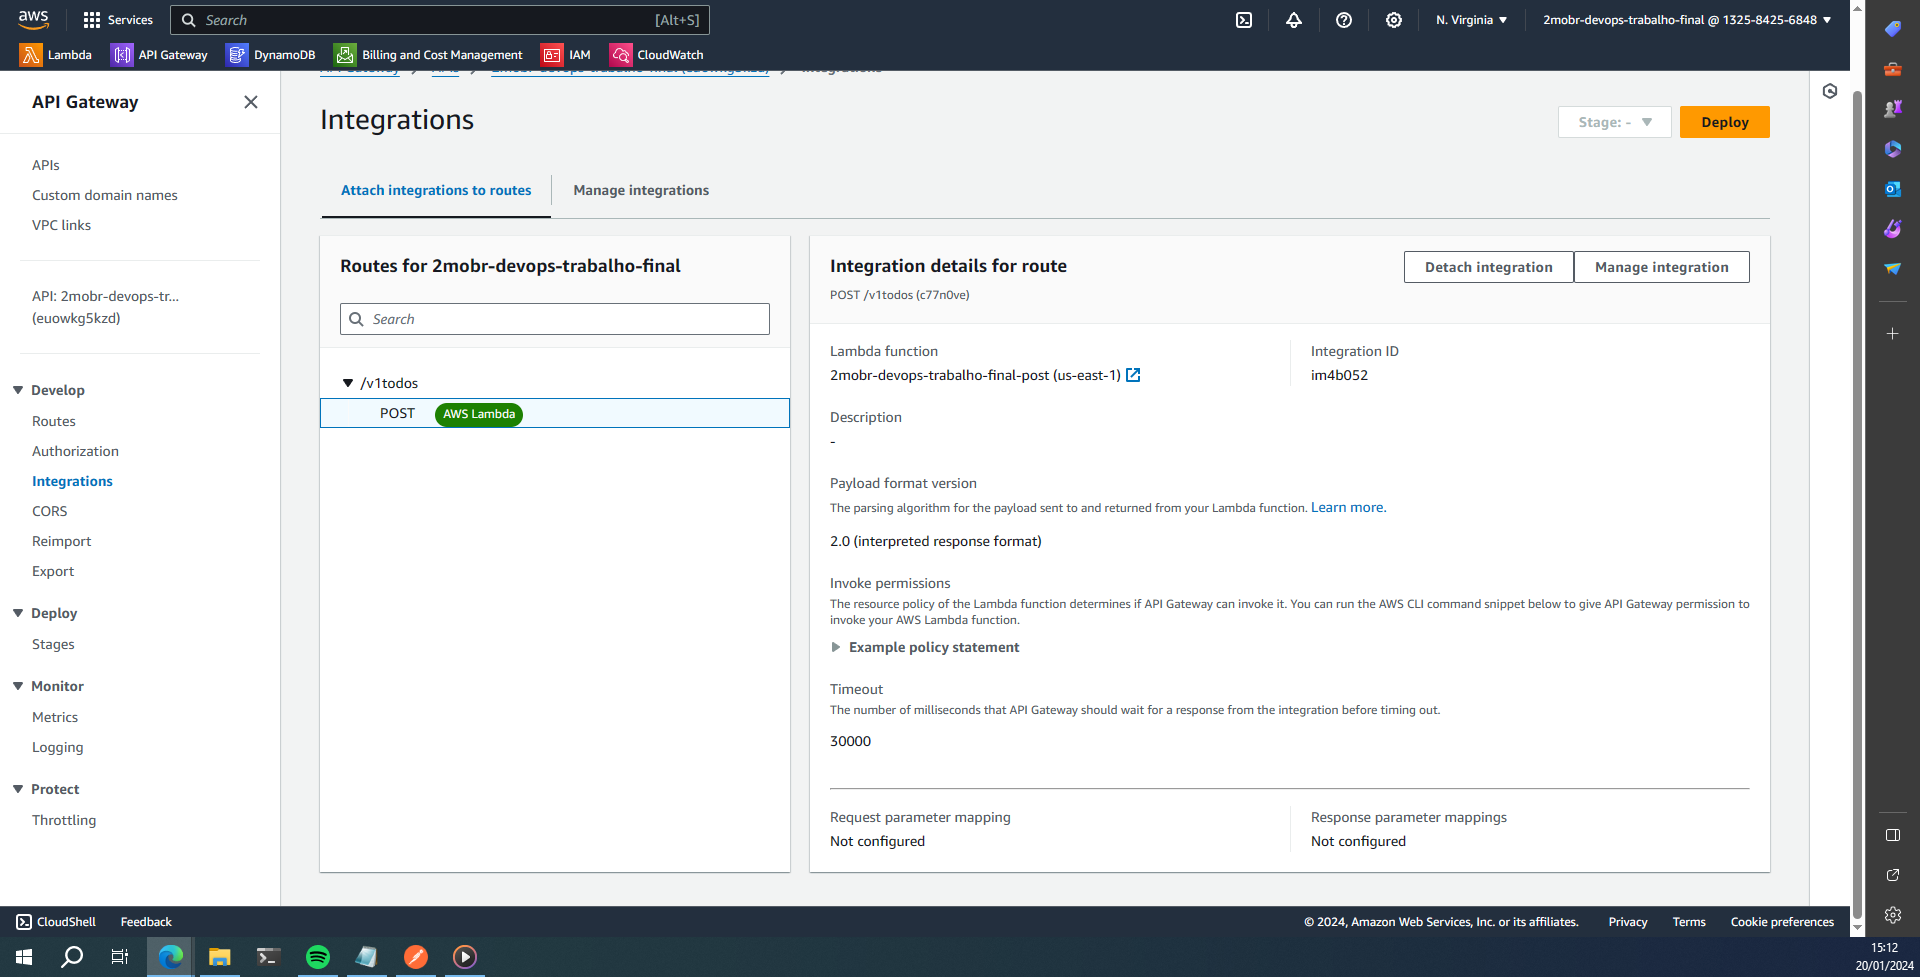 aws
Services
Search
[Alt+S]
N. Virginia
2mobr-devops-trabalho-final @ 1325-8425-6848
Lambda
API Gateway
DynamoDB
Billing and Cost Management
IAM
CloudWatch
API Gateway
APIs
Custom domain names
VPC links
API: 2mobr-devops-tr...
(euowkg5kzd)
Develop
Routes
Authorization
Integrations
CORS
Reimport
Export
Deploy
Stages
Monitor
Metrics
Logging
Protect
Throttling
API Gateway
APIs
2mobr-devops-trabalho-final (euowkg5kzd)
Integrations
Integrations
Stage: -
Deploy
Attach integrations to routes
Manage integrations
Routes for 2mobr-devops-trabalho-final
Search
/v1todos
POST
AWS Lambda
Integration details for route
POST /v1todos (c77n0ve)
Detach integration
Manage integration
Lambda function
2mobr-devops-trabalho-final-post (us-east-1)
Integration ID
im4b052
Description
-
Payload format version
The parsing algorithm for the payload sent to and returned from your Lambda function. Learn more.
2.0 (interpreted response format)
Invoke permissions
The resource policy of the Lambda function determines if API Gateway can invoke it. You can run the AWS CLI command snippet below to give API Gateway permission to
invoke your AWS Lambda function.
Example policy statement
Timeout
The number of milliseconds that API Gateway should wait for a response from the integration before timing out.
30000
Request parameter mapping
Not configured
Response parameter mappings
Not configured
CloudShell
Feedback
© 2024, Amazon Web Services, Inc. or its affiliates.
Privacy
Terms
Cookie preferences
15:12
20/01/2024